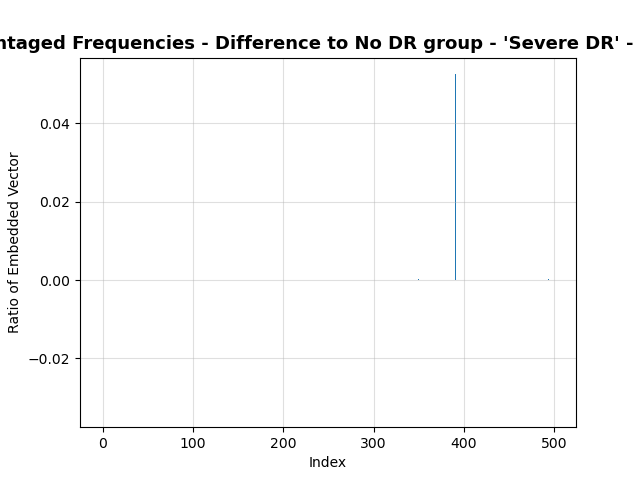 Frequencies - Difference to No DR group - 'Severe DR' -
0.04
0.02
0.00
−0.02
Ratio of Embedded Vector
0 100 200 300 400 500
Index